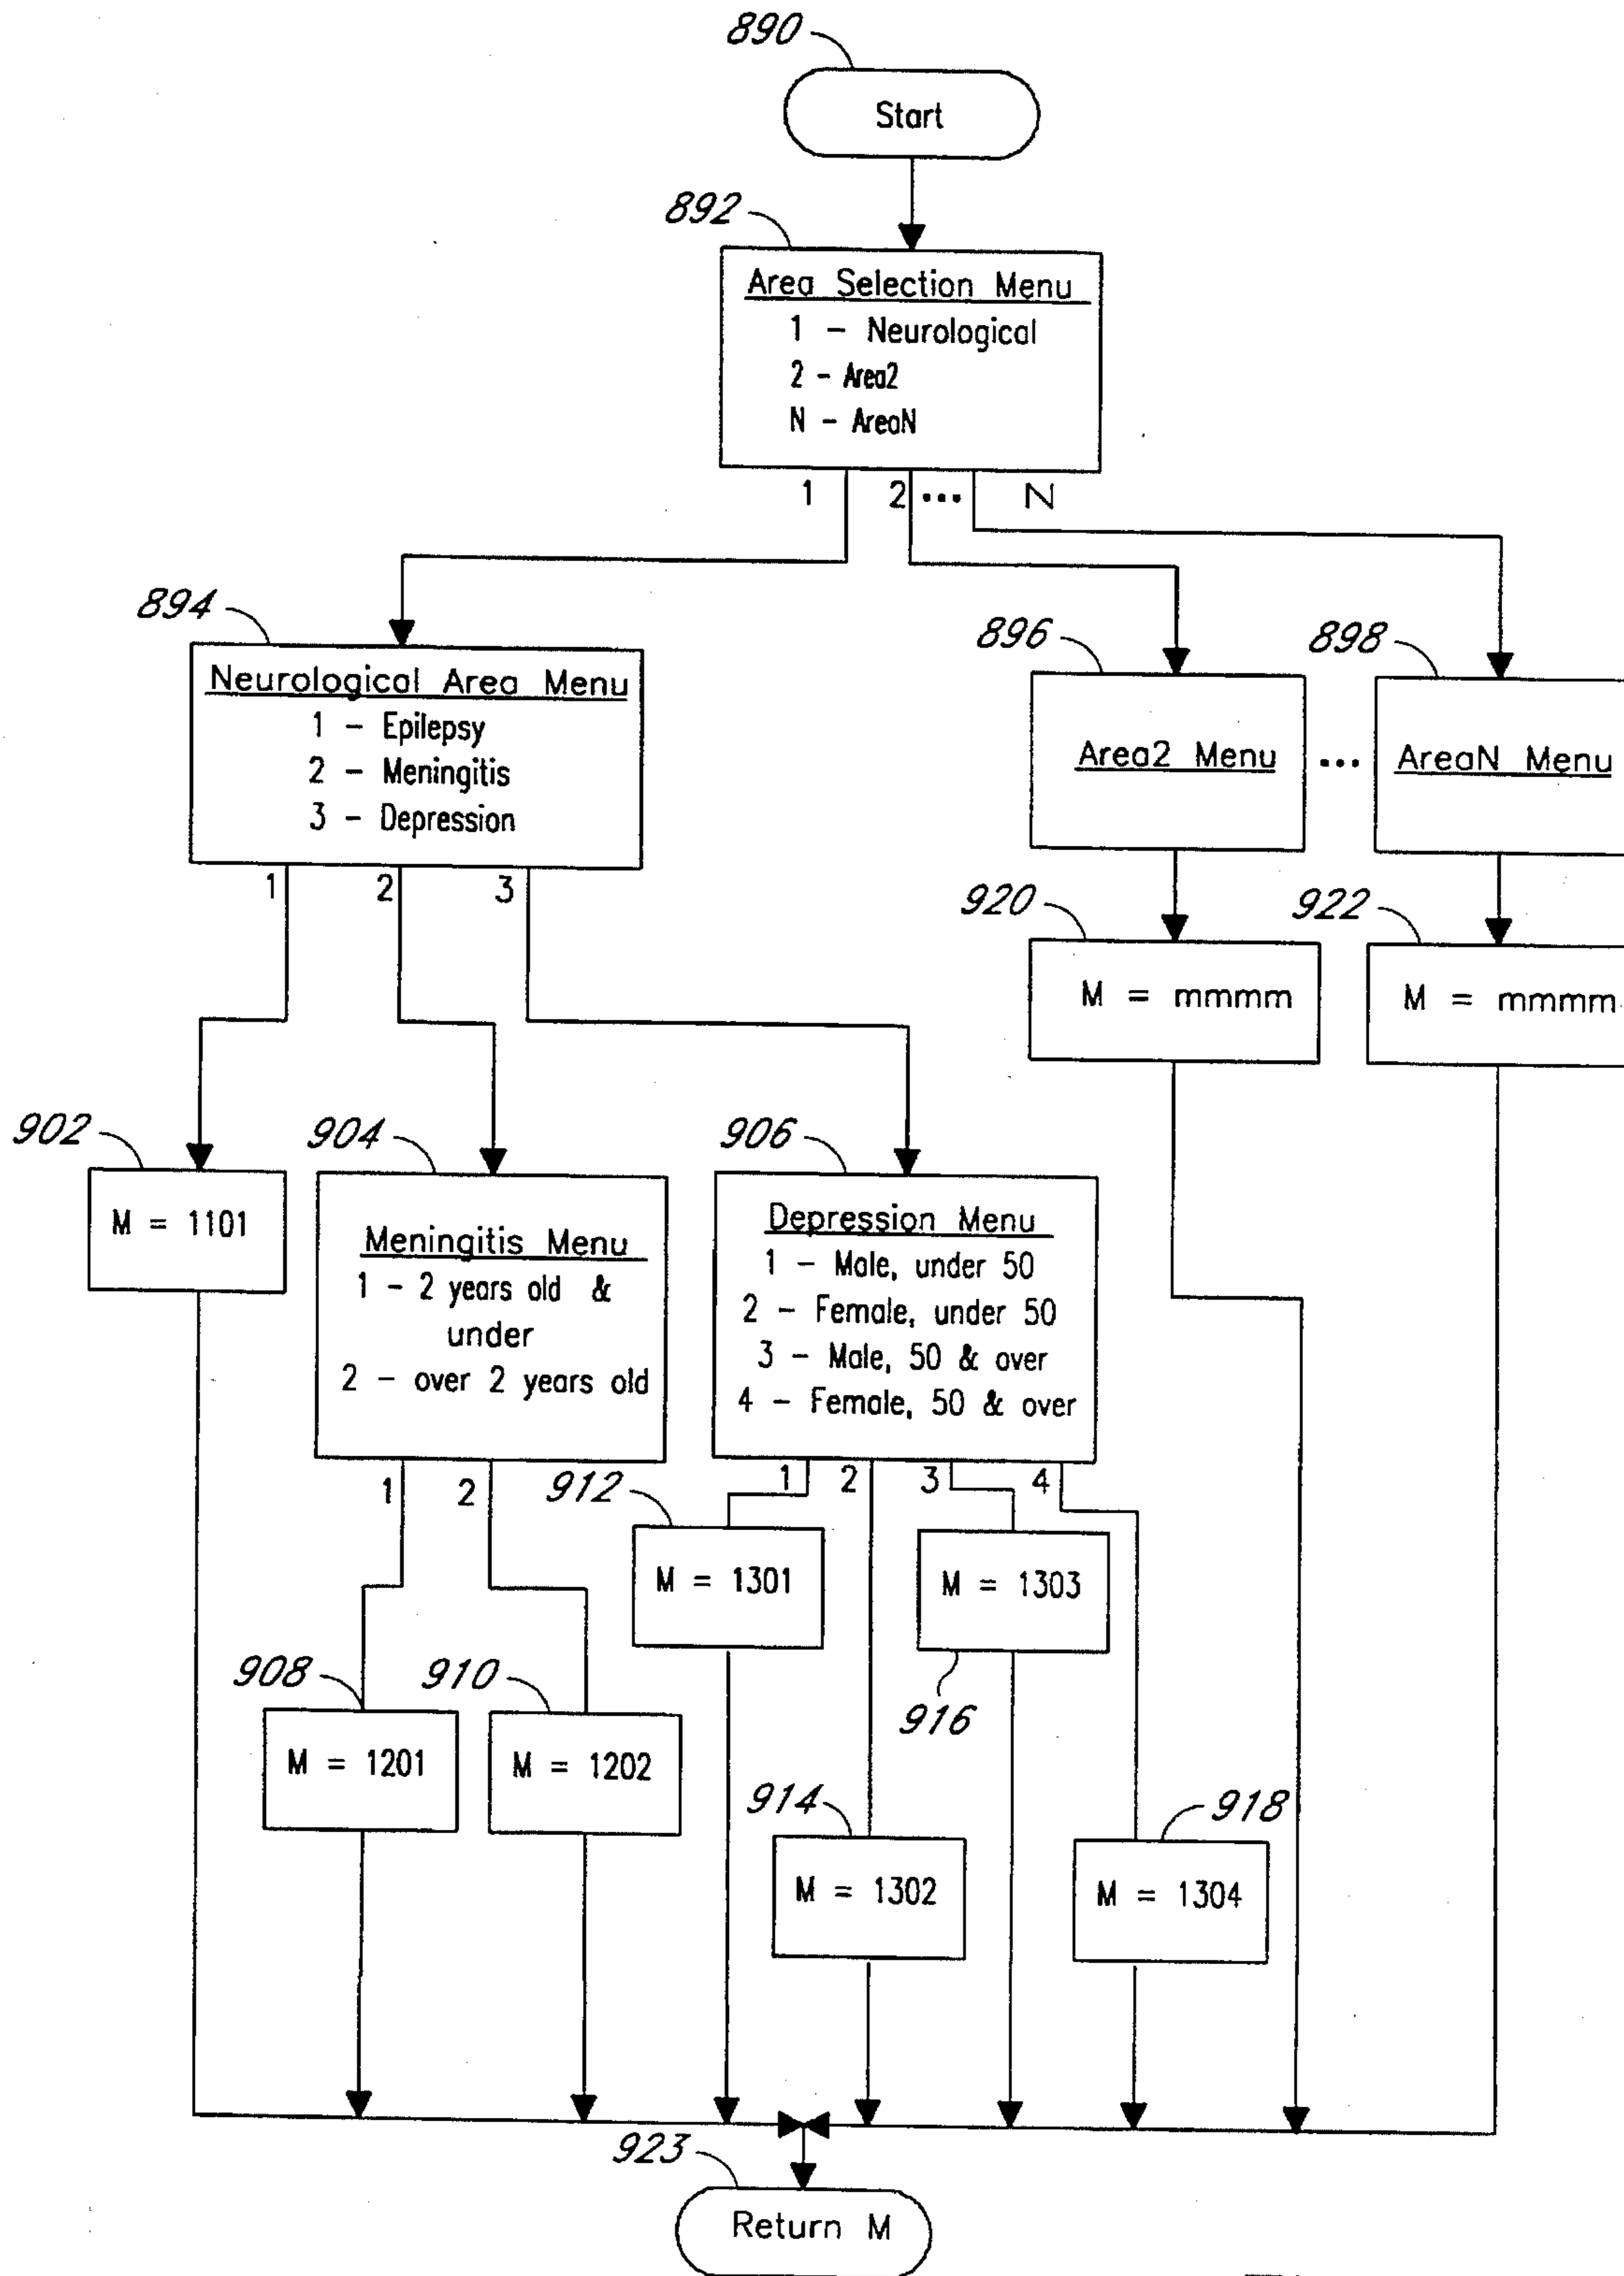 890
Start
892
Area Selection Menu
1 - Neurological
2 - Area2
N - AreaN
1 2 ... N
894
Neurological Area Menu
1 - Epilepsy
2 - Meningitis
3 - Depression
1 2 3
896
Area2 Menu
...
898
AreaN Menu
920
M = mmmm
922
M = mmmm
902
M = 1101
904
Meningitis Menu
1 - 2 years old &
under
2 - over 2 years old
1 2
906
Depression Menu
1 - Male, under 50
2 - Female, under 50
3 - Male, 50 & over
4 - Female, 50 & over
1 2 3 4
912
M = 1301
M = 1303
916
908
M = 1201
910
M = 1202
914
M = 1302
918
M = 1304
923
Return M